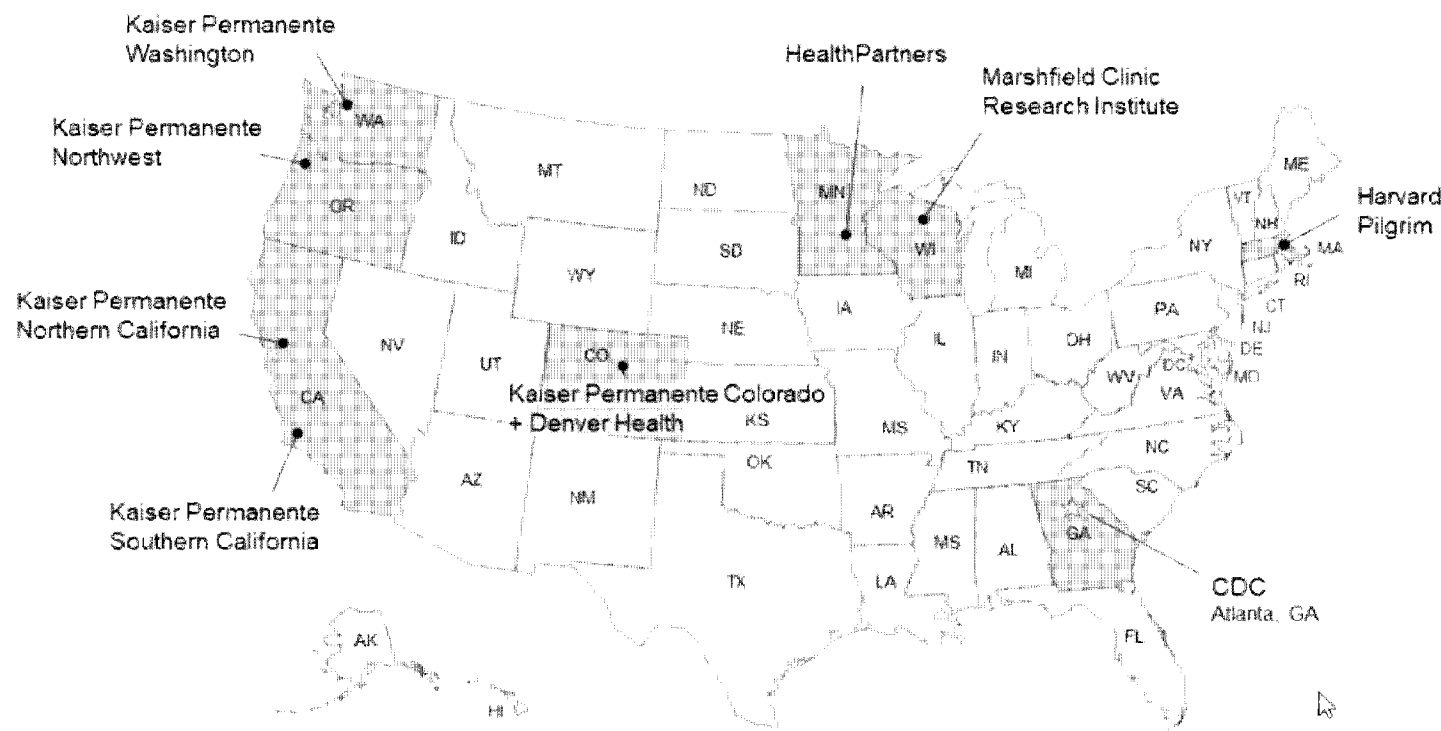 Kaiser Permanente
Washington
HealthPartners
Marshfield Clinic
Research Institute
Kaiser Permanente
Northwest
Harvard
Pilgrim
Kaiser Permanente
Northern California
Kaiser Permanente Colorado
+ Denver Health
Kaiser Permanente
Southern California
CDC
Atlanta, GA
WA
OR
CA
ID
NV
MT
WY
UT
CO
AZ
NM
ND
SD
NE
KS
OK
TX
MN
IA
MS
AR
LA
WI
IL
MI
IN
OH
KY
TN
MS
AL
GA
FL
SC
NC
VA
WV
DC
MD
DE
PA
NJ
NY
CT
RI
MA
VT
NH
ME
AK
HI